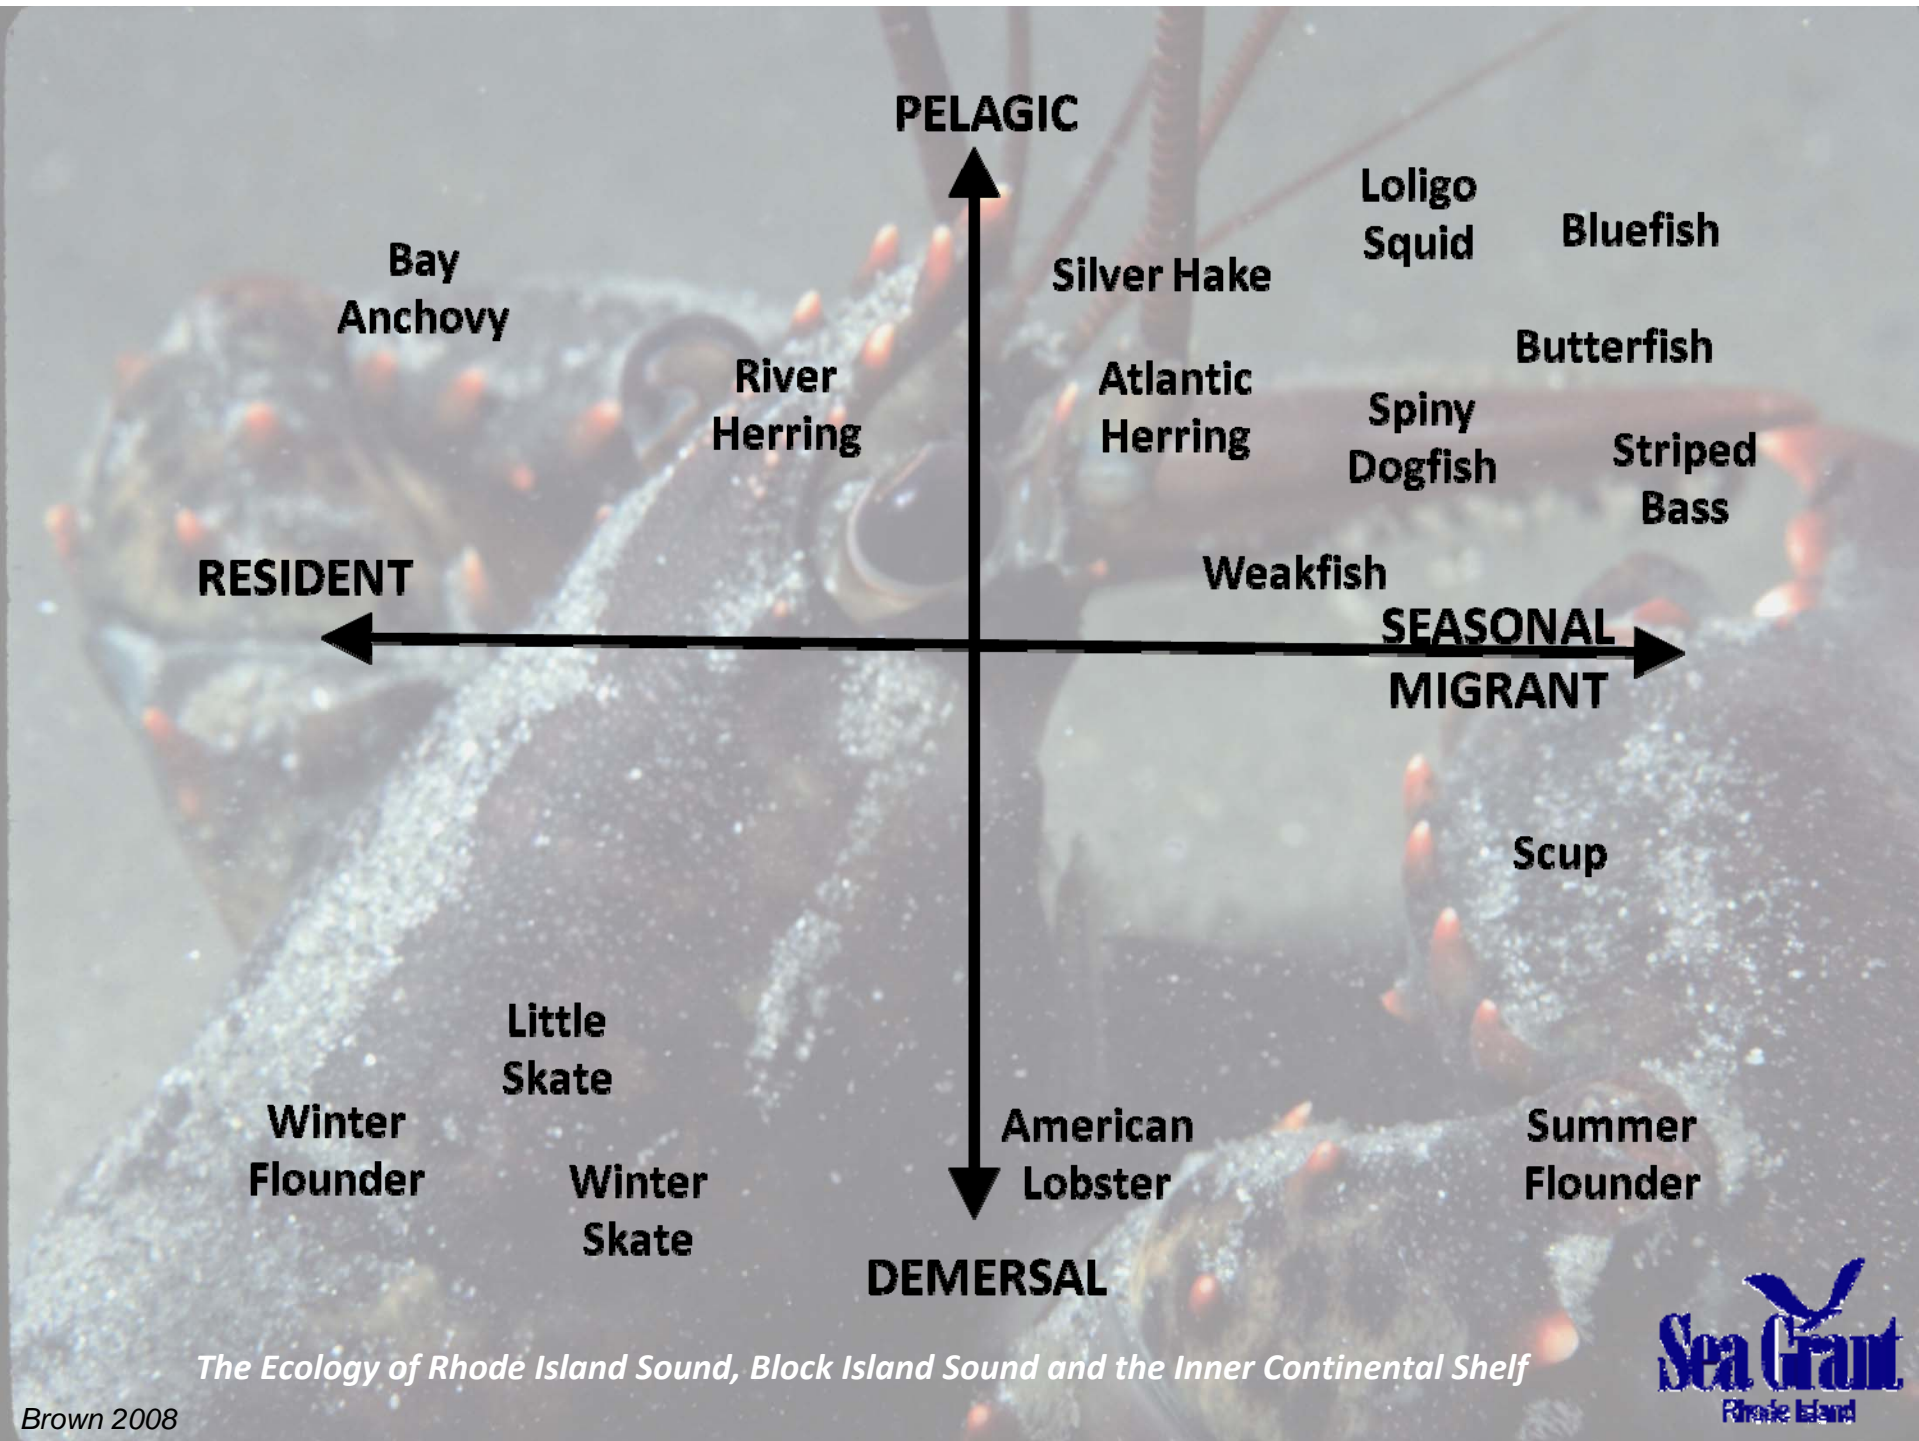 PELAGIC
Loligo
Squid
Bluefish
Bay
Anchovy
Silver Hake
Butterfish
River
Herring
Atlantic
Herring
Spiny
Dogfish
Striped
Bass
RESIDENT
Weakfish
SEASONAL
MIGRANT
Scup
Little
Skate
Winter
Flounder
Winter
Skate
American
Lobster
Summer
Flounder
DEMERSAL
The Ecology of Rhode Island Sound, Block Island Sound and the Inner Continental Shelf
Sea Grant
Rhode Island
Brown 2008